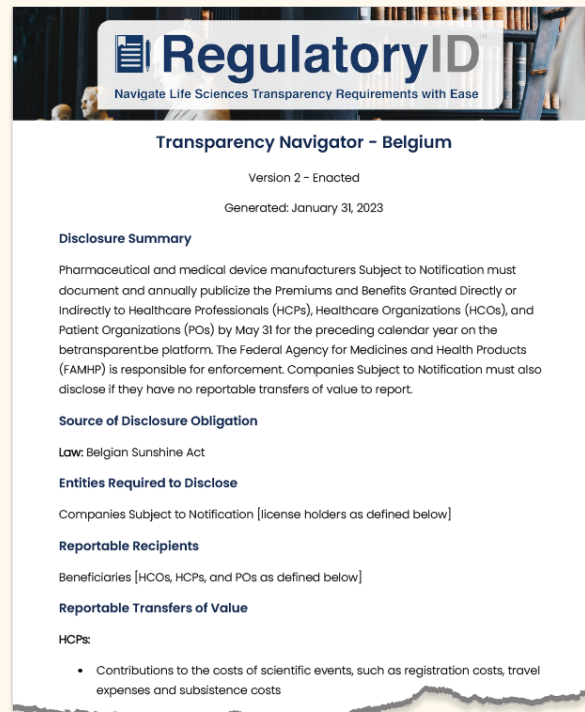 RegulatoryID™
Navigate Life Sciences Transparency Requirements with Ease
Transparency Navigator - Belgium
Version 2 - Enacted
Generated: January 31, 2023
Disclosure Summary
Pharmaceutical and medical device manufacturers Subject to Notification must
document and annually publicize the Premiums and Benefits Granted Directly or
Indirectly to Healthcare Professionals (HCPs), Healthcare Organizations (HCOs), and
Patient Organizations (POs) by May 31 for the preceding calendar year on the
betransparent.be platform. The Federal Agency for Medicines and Health Products
(FAMHP) is responsible for enforcement. Companies Subject to Notification must also
disclose if they have no reportable transfers of value to report.
Source of Disclosure Obligation
Law: Belgian Sunshine Act
Entities Required to Disclose
Companies Subject to Notification [license holders as defined below]
Reportable Recipients
Beneficiaries [HCOs, HCPs, and POs as defined below]
Reportable Transfers of Value
HCPs:
• Contributions to the costs of scientific events, such as registration costs, travel
expenses and subsistence costs